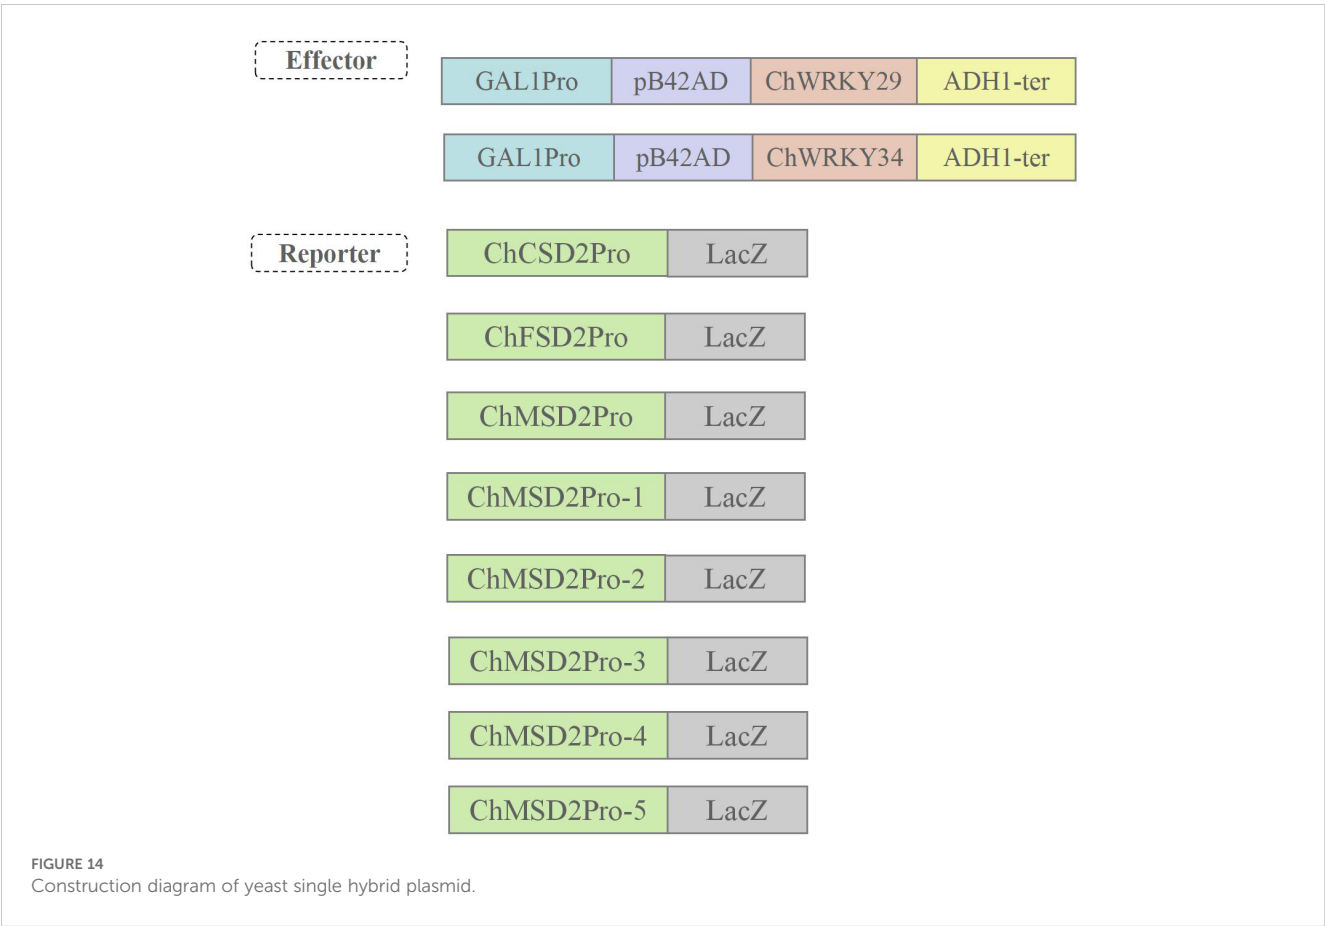 Effector
GAL1Pro pB42AD ChWRKY29 ADH1-ter
GAL1Pro pB42AD ChWRKY34 ADH1-ter
Reporter
ChCSD2Pro LacZ
ChFSD2Pro LacZ
ChMSD2Pro LacZ
ChMSD2Pro-1 LacZ
ChMSD2Pro-2 LacZ
ChMSD2Pro-3 LacZ
ChMSD2Pro-4 LacZ
ChMSD2Pro-5 LacZ
FIGURE 14
Construction diagram of yeast single hybrid plasmid.